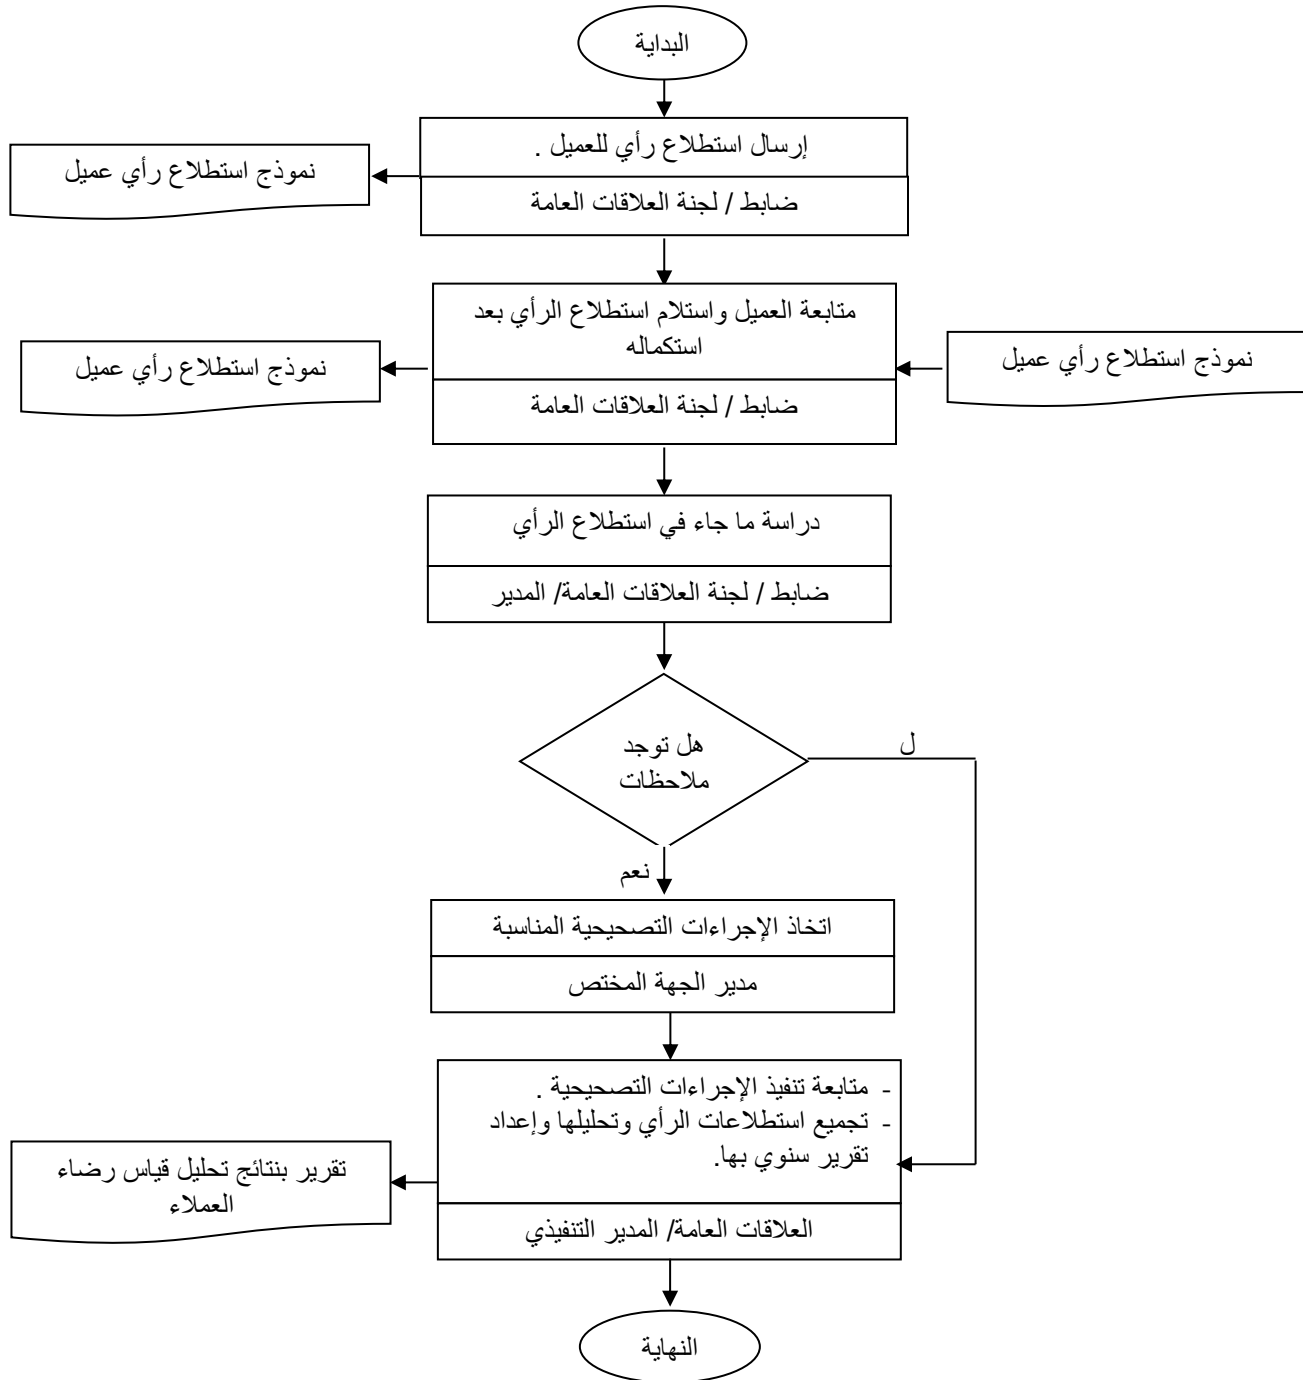 البداية
إرسال استطلاع رأي للعميل .
ضابط / لجنة العلاقات العامة
نموذج استطلاع رأي عميل
متابعة العميل واستلام استطلاع الرأي بعد
استكماله
ضابط / لجنة العلاقات العامة
نموذج استطلاع رأي عميل
نموذج استطلاع رأي عميل
دراسة ما جاء في استطلاع الرأي
ضابط / لجنة العلاقات العامة/ المدير
هل توجد
ملاحظات
ل
نعم
اتخاذ الإجراءات التصحيحية المناسبة
مدير الجهة المختص
- متابعة تنفيذ الإجراءات التصحيحية .
- تجميع استطلاعات الرأي وتحليلها وإعداد
تقرير سنوي بها.
العلاقات العامة/ المدير التنفيذي
تقرير بنتائج تحليل قياس رضاء
العملاء
النهاية